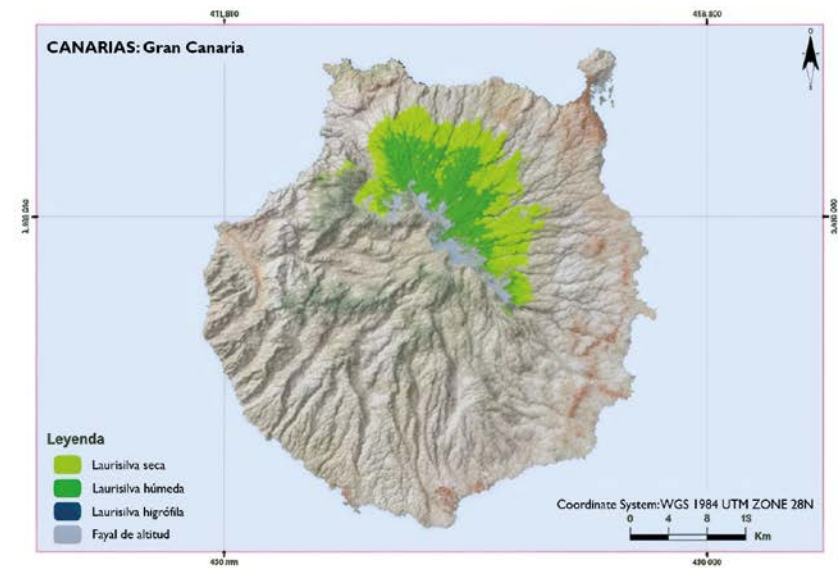 CANARIAS: Gran Canaria
Leyenda
Laurisilva seca
Laurisilva húmeda
Laurisilva higrófila
Fayal de altitud
Coordinate System: WGS 1984 UTM ZONE 28N
0 4 8 13
Km